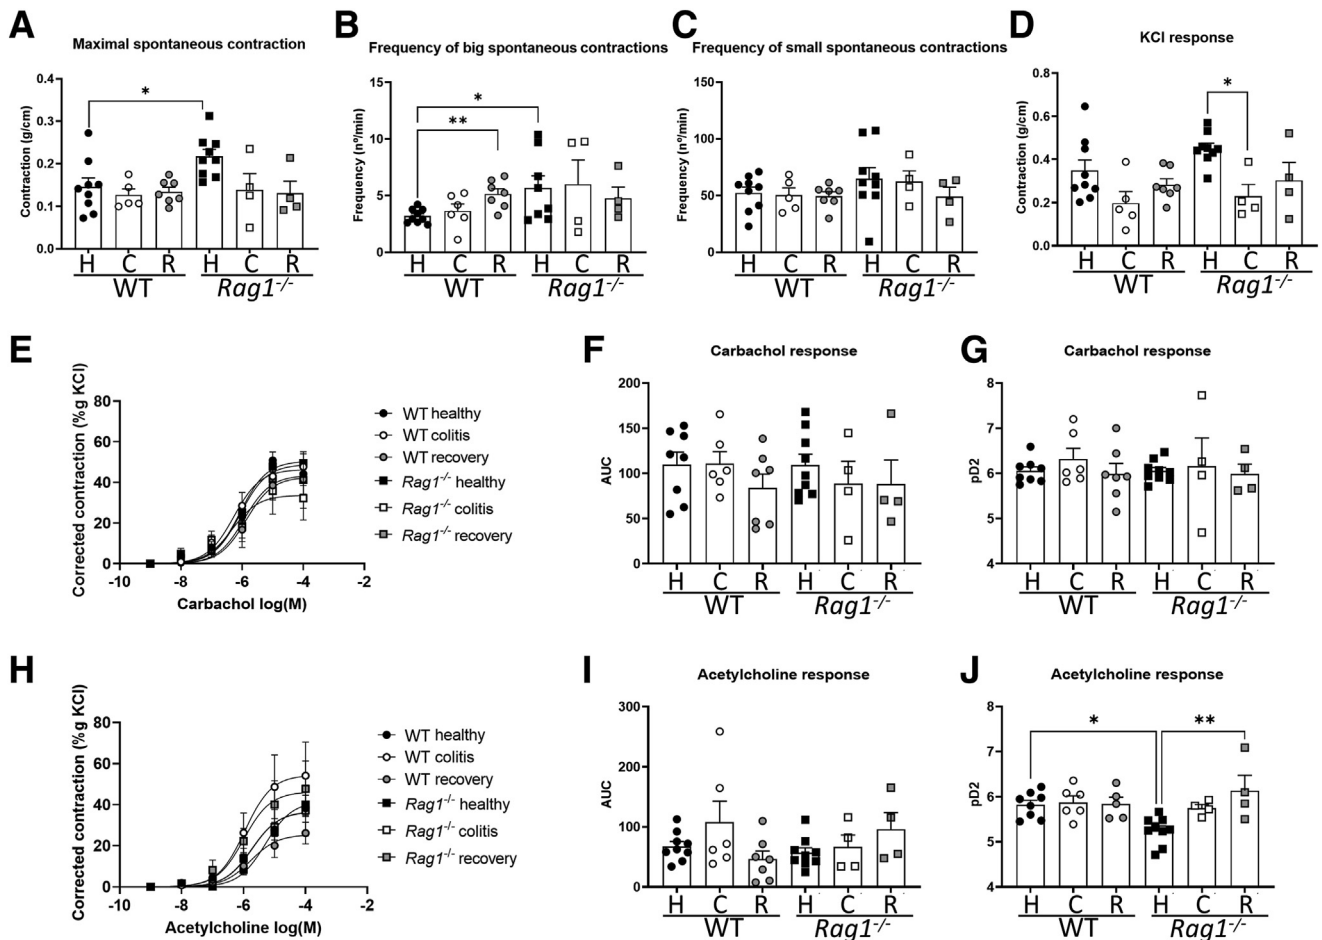 A
Maximal spontaneous contraction
Contraction (g/cm)
0.4
0.3
0.2
0.1
0.0
*
H C R H C R
WT Rag1-/-
B
Frequency of big spontaneous contractions
Frequency (nº/min)
15
10
5
0
*
**
H C R H C R
WT Rag1-/-
C
Frequency of small spontaneous contractions
Frequency (nº/min)
150
100
50
0
H C R H C R
WT Rag1-/-
D
KCl response
Contraction (g/cm)
0.8
0.6
0.4
0.2
0.0
*
H C R H C R
WT Rag1-/-
E
Corrected contraction (%g KCl)
80
60
40
20
0
-10 -8 -6 -4 -2
Carbachol log(M)
WT healthy
WT colitis
WT recovery
Rag1-/- healthy
Rag1-/- colitis
Rag1-/- recovery
F
Carbachol response
AUC
200
150
100
50
0
H C R H C R
WT Rag1-/-
G
Carbachol response
pD2
8
7
6
5
4
H C R H C R
WT Rag1-/-
H
Corrected contraction (%g KCl)
80
60
40
20
0
-10 -8 -6 -4 -2
Acetylcholine log(M)
WT healthy
WT colitis
WT recovery
Rag1-/- healthy
Rag1-/- colitis
Rag1-/- recovery
I
Acetylcholine response
AUC
300
200
100
0
H C R H C R
WT Rag1-/-
J
Acetylcholine response
pD2
8
7
6
5
4
*
**
H C R H C R
WT Rag1-/-